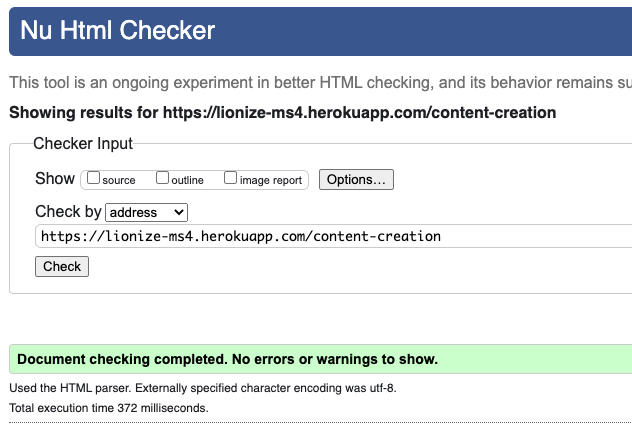 Nu Html Checker
This tool is an ongoing experiment in better HTML checking, and its behavior remains su
Showing results for https://lionize-ms4.herokuapp.com/content-creation
Checker Input
Show source outline image report Options...
Check by address
https://lionize-ms4.herokuapp.com/content-creation
Check
Document checking completed. No errors or warnings to show.
Used the HTML parser. Externally specified character encoding was utf-8.
Total execution time 372 milliseconds.